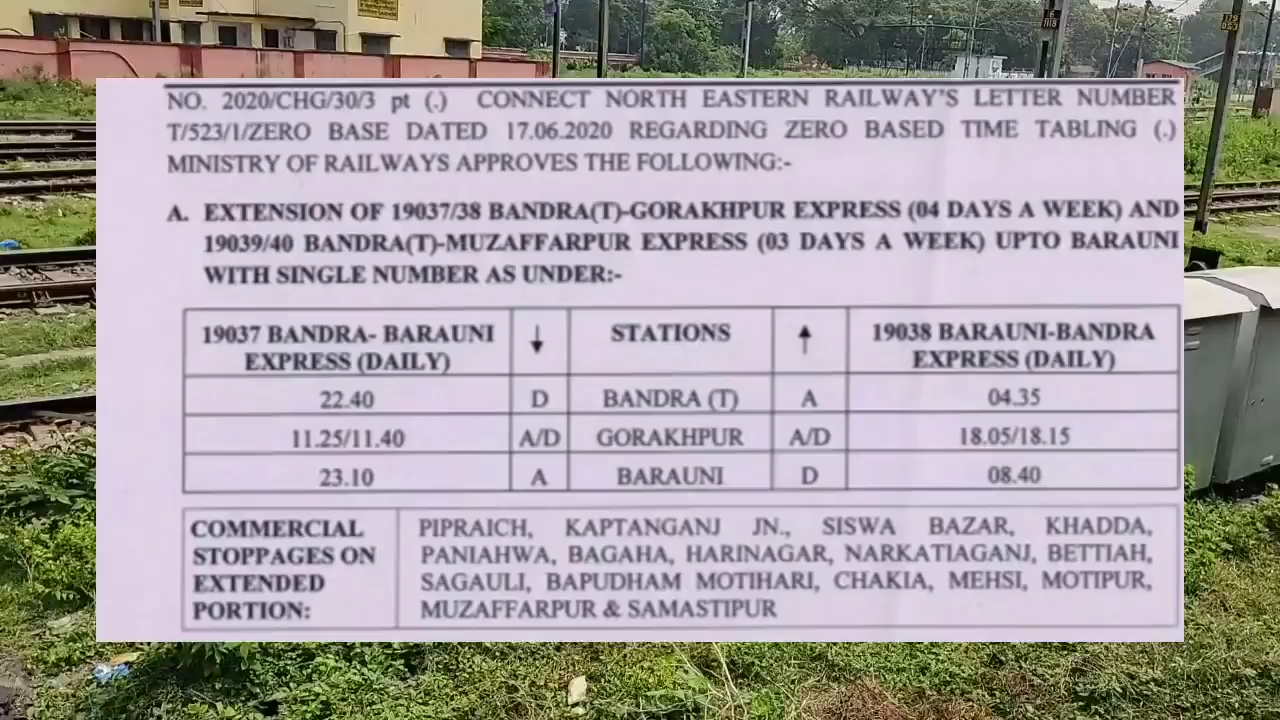 NO. 2020/CHG/30/3 pt (.) CONNECT NORTH EASTERN RAILWAY'S LETTER NUMBER
T/523/1/ZERO BASE DATED 17.06.2020 REGARDING ZERO BASED TIME TABLING (.)
MINISTRY OF RAILWAYS APPROVES THE FOLLOWING:-
A. EXTENSION OF 19037/38 BANDRA(T)-GORAKHPUR EXPRESS (04 DAYS A WEEK) AND
19039/40 BANDRA(T)-MUZAFFARPUR EXPRESS (03 DAYS A WEEK) UPTO BARAUNI
WITH SINGLE NUMBER AS UNDER:-
19037 BANDRA- BARAUNI EXPRESS (DAILY) ↓ STATIONS ↑ 19038 BARAUNI-BANDRA EXPRESS (DAILY)
22.40 D BANDRA (T) A 04.35
11.25/11.40 A/D GORAKHPUR A/D 18.05/18.15
23.10 A BARAUNI D 08.40
COMMERCIAL STOPPAGES ON EXTENDED PORTION:
PIPRAICH, KAPTANGANJ JN., SISWA BAZAR, KHADDA,
PANIAHWA, BAGAHA, HARINAGAR, NARKATIAGANJ, BETTIAH,
SAGAULI, BAPUDHAM MOTIHARI, CHAKIA, MEHSI, MOTIPUR,
MUZAFFARPUR & SAMASTIPUR